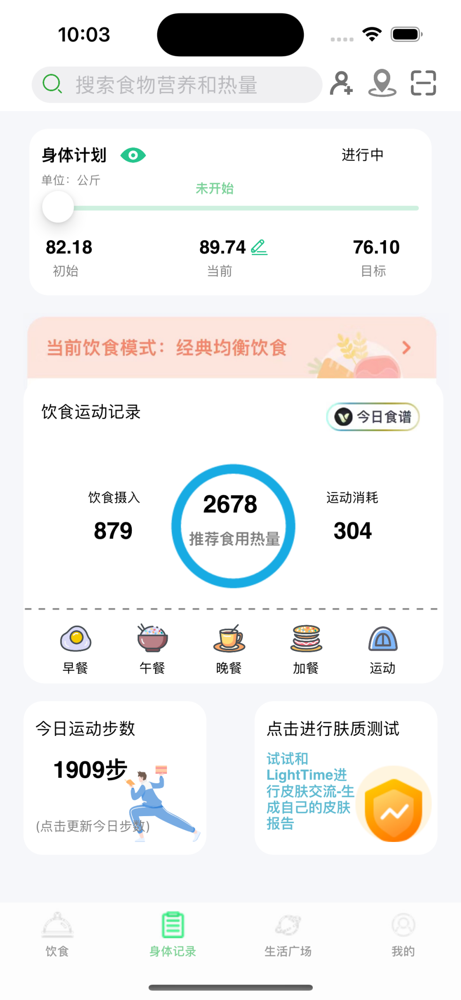 10:03
搜索食物营养和热量
身体计划
进行中
单位：公斤
未开始
82.18
89.74
76.10
初始
当前
目标
当前饮食模式：经典均衡饮食
饮食运动记录
今日食谱
饮食摄入
2678
运动消耗
879
推荐食用热量
304
早餐
午餐
晚餐
加餐
运动
今日运动步数
1909步
(点击更新今日步数)
点击进行肤质测试
试试和
LightTime进
行皮肤交流-生
成自己的皮肤
报告
饮食
身体记录
生活广场
我的